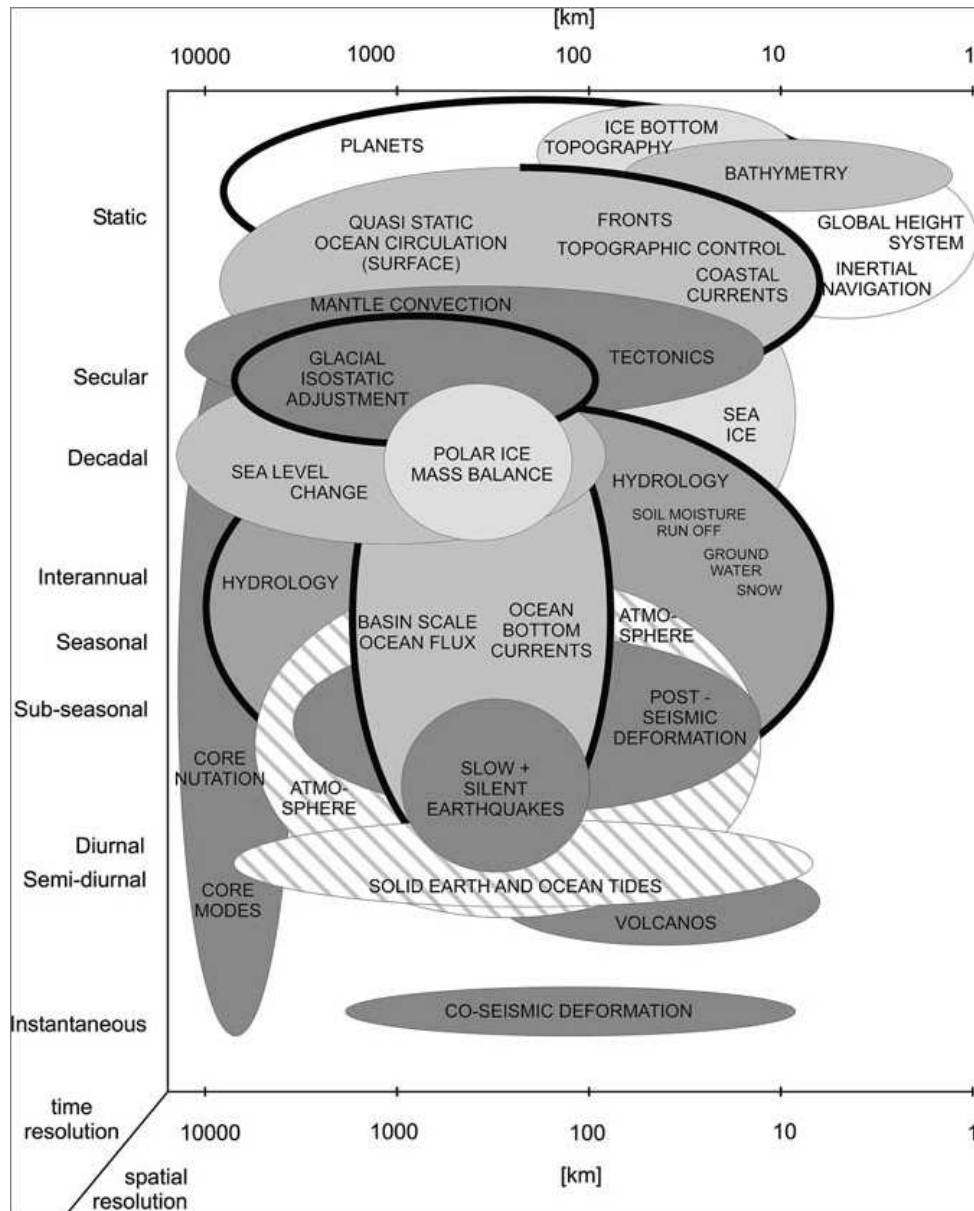 [km]
10000 1000 100 10 1
PLANETS
ICE BOTTOM
TOPOGRAPHY
BATHYMETRY
Static
QUASI STATIC
OCEAN CIRCULATION
(SURFACE)
FRONTS
TOPOGRAPHIC CONTROL
COASTAL
CURRENTS
GLOBAL HEIGHT
SYSTEM
INERTIAL
NAVIGATION
MANTLE CONVECTION
Secular
GLACIAL
ISOSTATIC
ADJUSTMENT
TECTONICS
SEA
ICE
Decadal
SEA LEVEL
CHANGE
POLAR ICE
MASS BALANCE
HYDROLOGY
SOIL MOISTURE
RUN OFF
GROUND
WATER
SNOW
Interannual
HYDROLOGY
Seasonal
BASIN SCALE
OCEAN FLUX
OCEAN
BOTTOM
CURRENTS
ATMO-
SPHERE
Sub-seasonal
POST -
SEISMIC
DEFORMATION
CORE
NUTATION
ATMO-
SPHERE
SLOW +
SILENT
EARTHQUAKES
Diurnal
Semi-diurnal
SOLID EARTH AND OCEAN TIDES
CORE
MODES
VOLCANOS
Instantaneous
CO-SEISMIC DEFORMATION
time
resolution
10000 1000 100 10 1
spatial
resolution
[km]